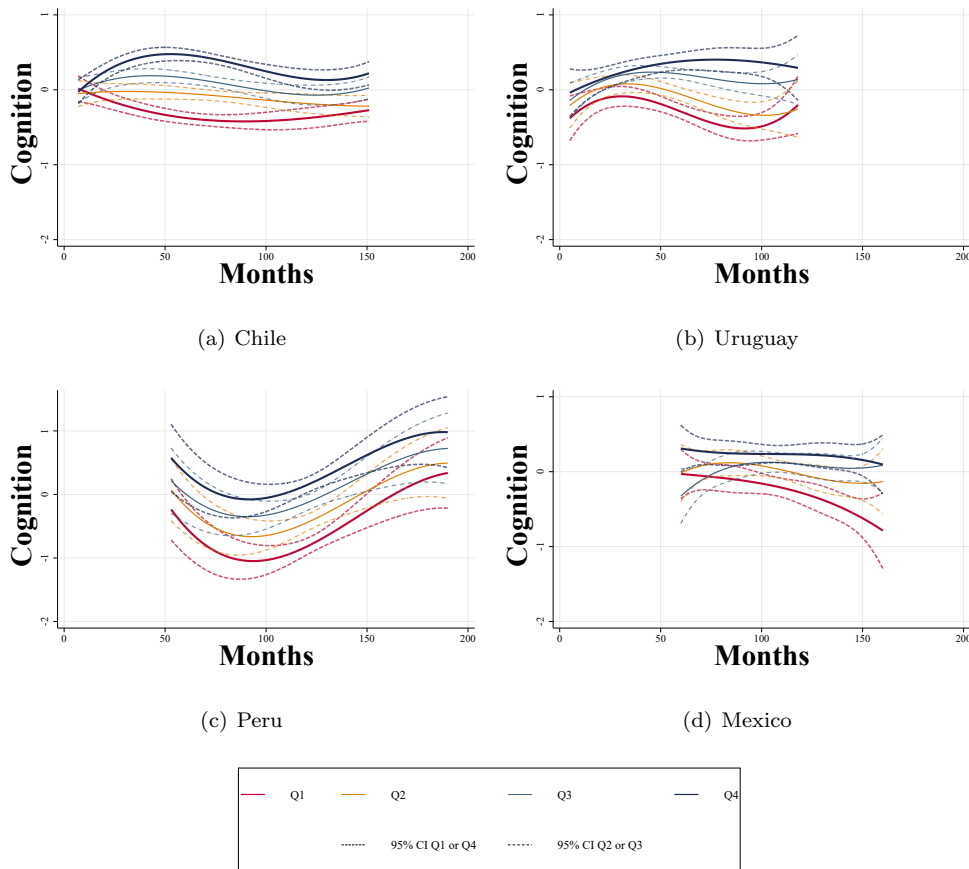 Cognition
1
0
-1
-2
0
50
100
150
200
Months
(a) Chile
Cognition
1
0
-1
-2
0
50
100
150
200
Months
(b) Uruguay
Cognition
1
0
-1
-2
0
50
100
150
200
Months
(c) Peru
Cognition
1
0
-1
-2
0
50
100
150
200
Months
(d) Mexico
Q1 Q2 Q3 Q4
95% CI Q1 or Q4 95% CI Q2 or Q3